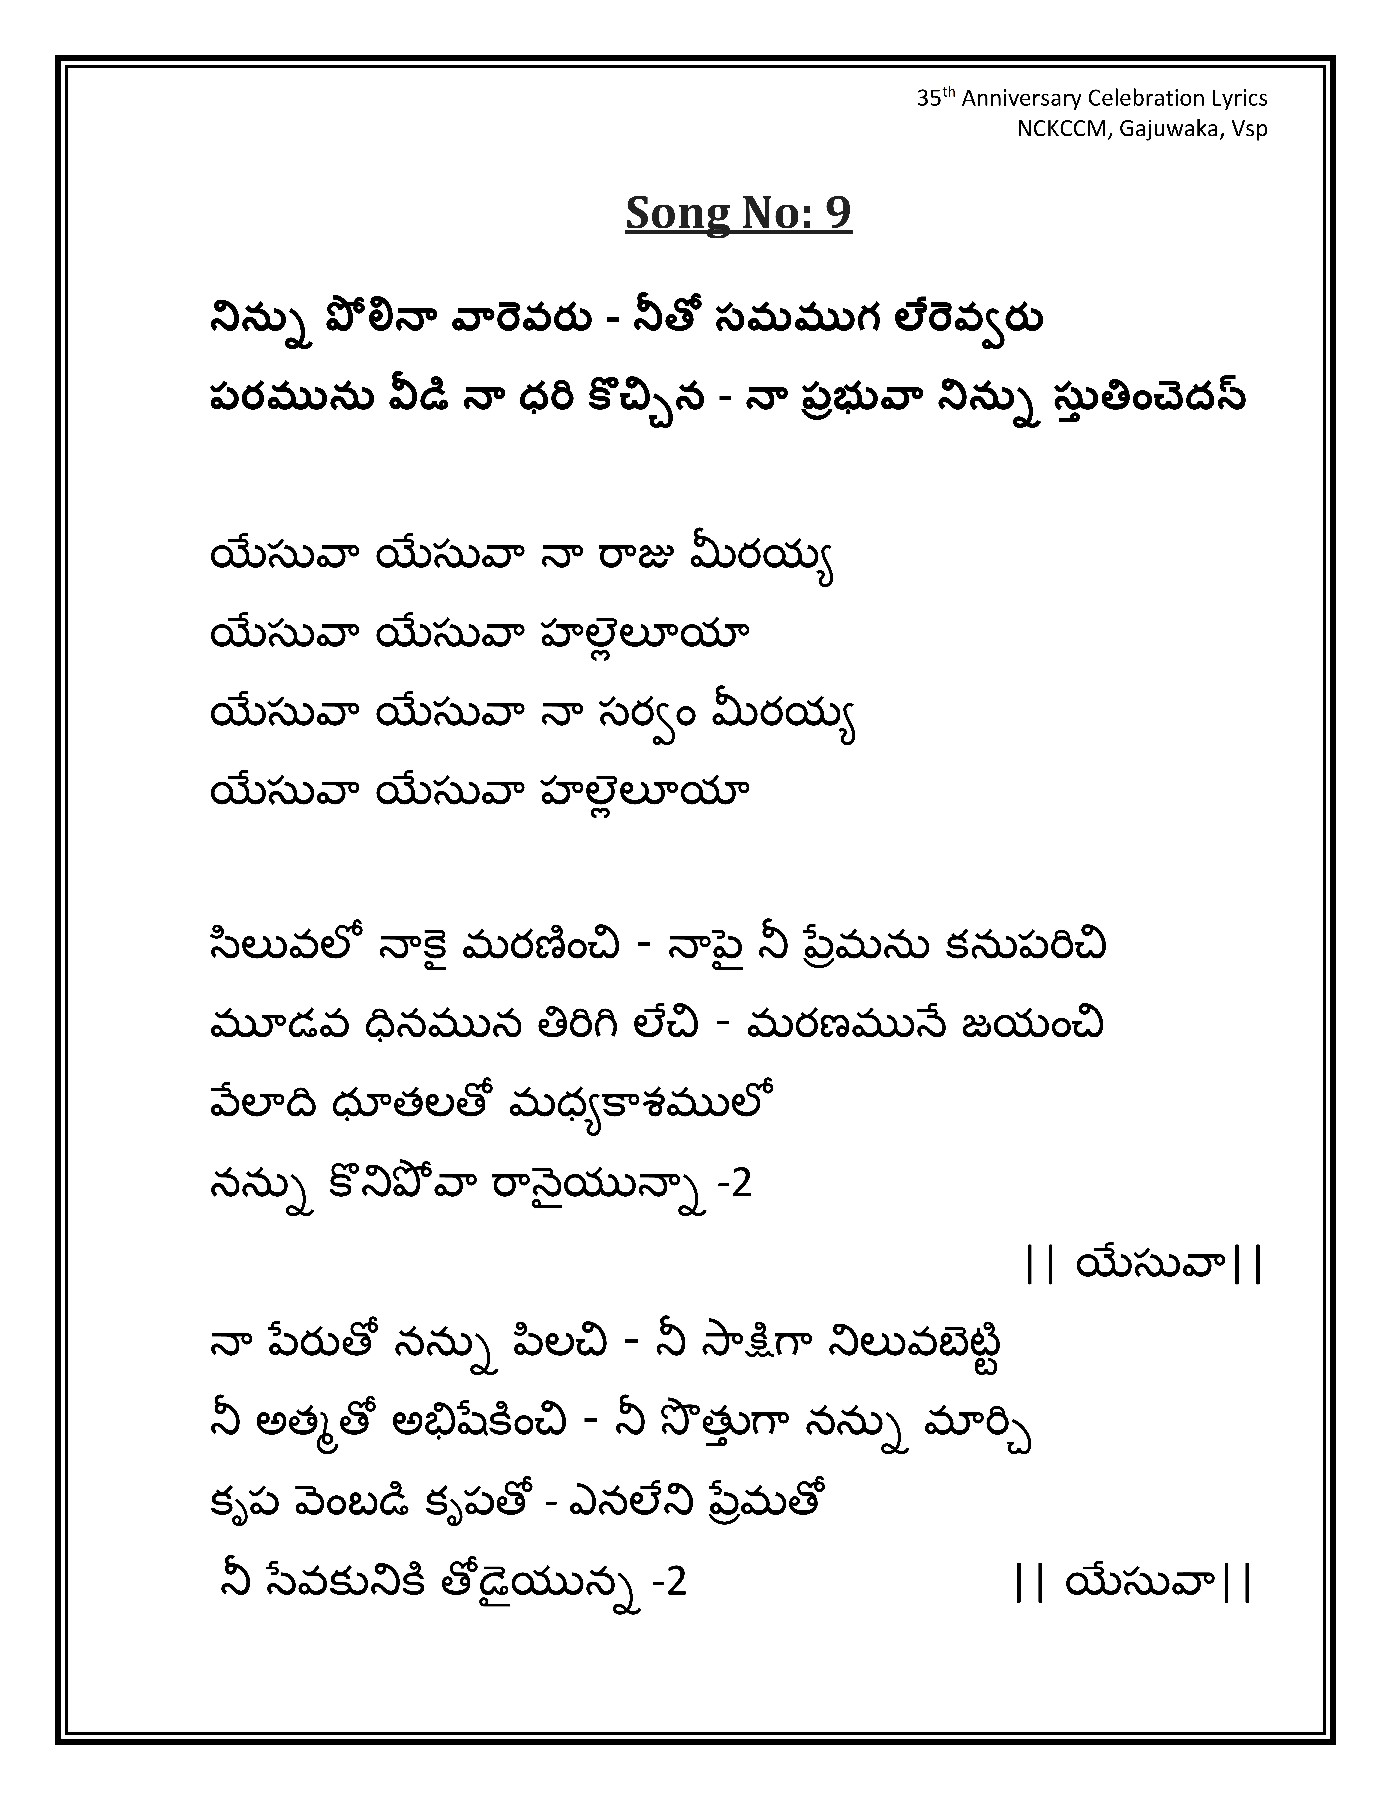 35th Anniversary Celebration Lyrics
NCKCCM, Gajuwaka, Vsp
Song No: 9
నిన్ను పోలినా వారెవరు - నీతో సమముగ లేరెవ్వరు
పరమును వీడి నా ధరి కొచ్చిన - నా ప్రభువా నిన్ను స్తుతించెదన్
యేసువా యేసువా నా రాజు మీరయ్య
యేసువా యేసువా హల్లెలూయా
యేసువా యేసువా నా సర్వం మీరయ్య
యేసువా యేసువా హల్లెలూయా
సిలువలో నాకై మరణించి - నాపై నీ ప్రేమను కనుపరిచి
మూడవ ధినమున తిరిగి లేచి - మరణమునే జయంచి
వేలాది ధూతలతో మధ్యకాశములో
నన్ను కొనిపోవా రానైయున్నా -2
|| యేసువా||
నా పేరుతో నన్ను పిలచి - నీ సాక్షిగా నిలువబెట్టి
నీ అత్మతో అభిషేకించి - నీ సొత్తుగా నన్ను మార్చి
కృప వెంబడి కృపతో - ఎనలేని ప్రేమతో
నీ సేవకునికి తోడైయున్న -2 || యేసువా||